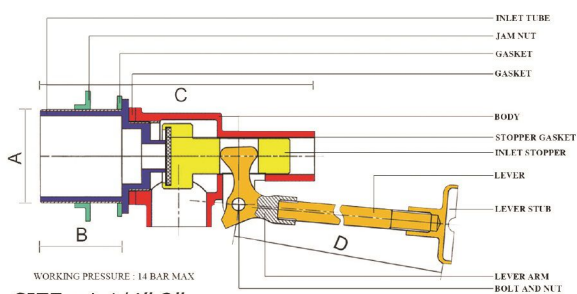 INLET TUBE
JAM NUT
GASKET
GASKET
C
BODY
STOPPER GASKET
INLET STOPPER
A
LEVER
LEVER STUB
B
D
WORKING PRESSURE : 14 BAR MAX
LEVER ARM
BOLT AND NUT